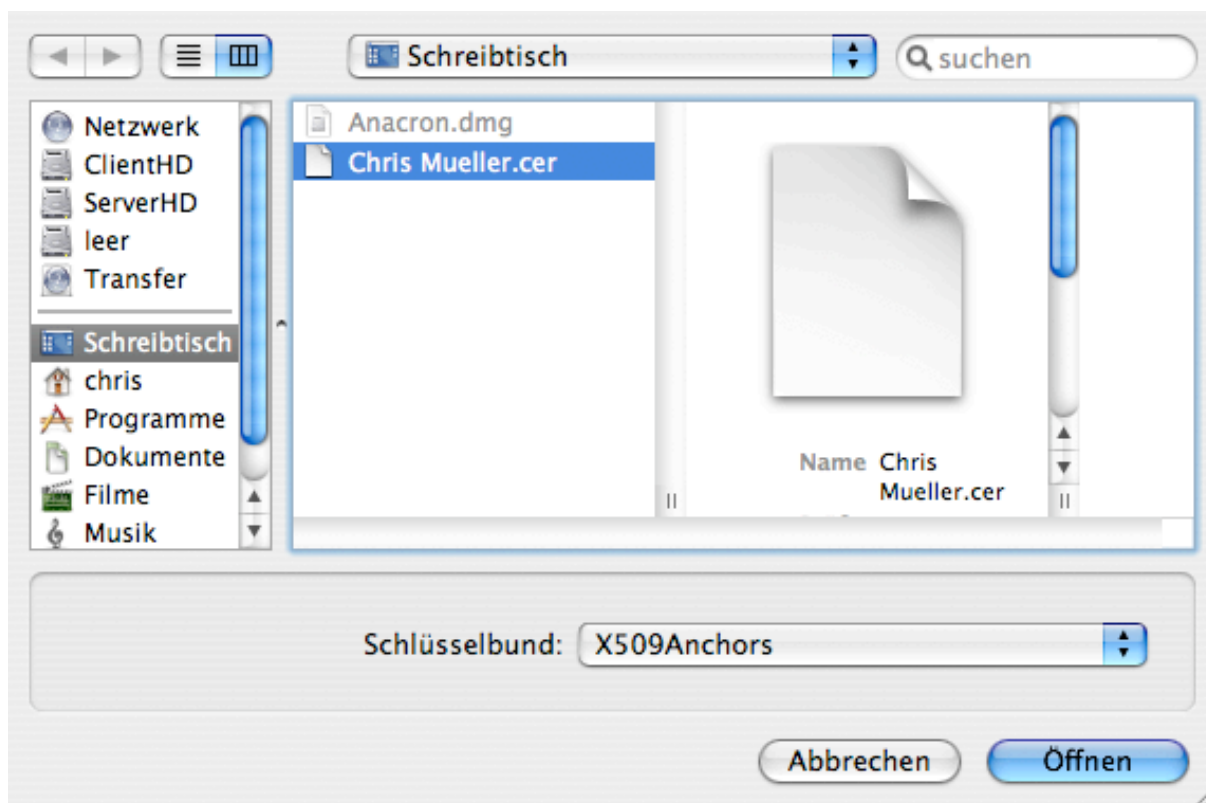 Schreibtisch
suchen
Netzwerk
ClientHD
ServerHD
leer
Transfer
Schreibtisch
chris
Programme
Dokumente
Filme
Musik
Anacron.dmg
Chris Mueller.cer
Name Chris
Mueller.cer
Schlüsselbund: X509Anchors
Abbrechen
Öffnen